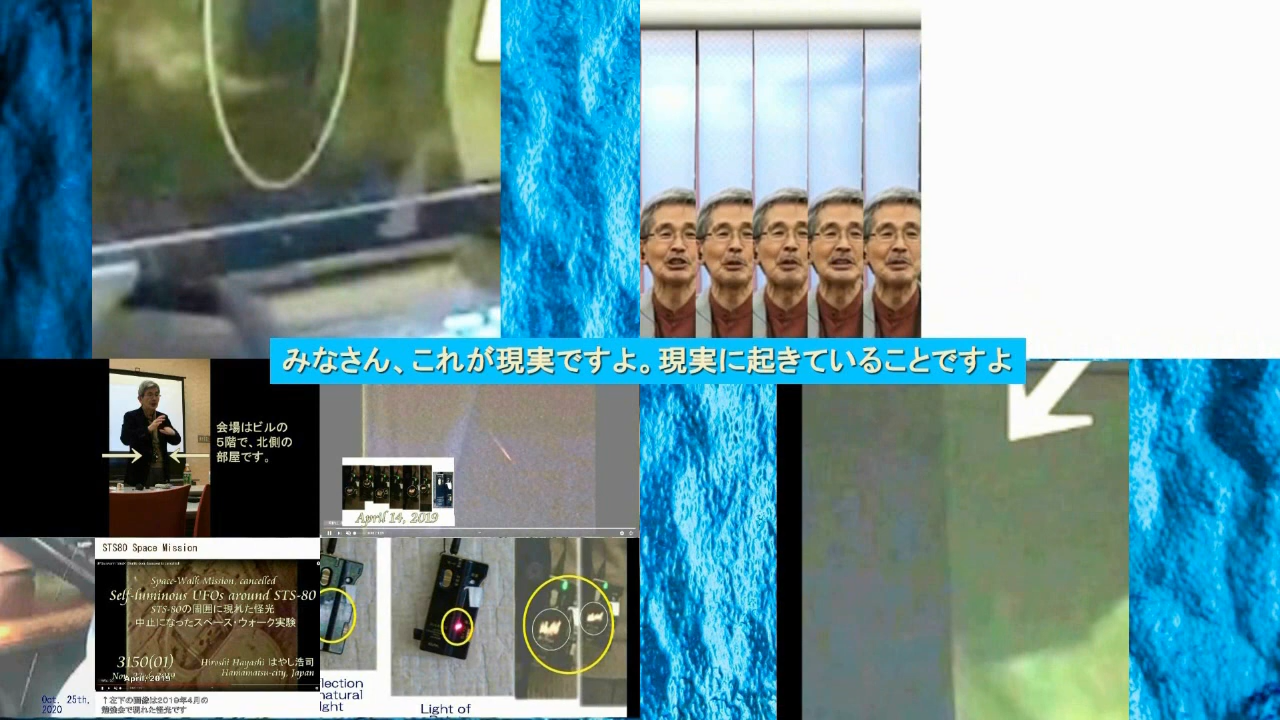 みなさん、これが現実ですよ。現実に起きていることですよ
会場はビルの
5階で、北側の
部屋です。
April 14, 2019
STS80 Space Mission
Space-Walk Mission, cancelled
Self-luminous UFOs around STS-80
STS-80の周囲に現れた怪光
中止になったスペース・ウォーク実験
3150(01)
Hiroshi Hayashi はやし浩司
Hamamatsu-city, Japan
April, 2019
Oct. 25th,
2020
↑左下の画像は2019年4月の
勉強会で現れた怪光です
lection
natural
ight
Light of